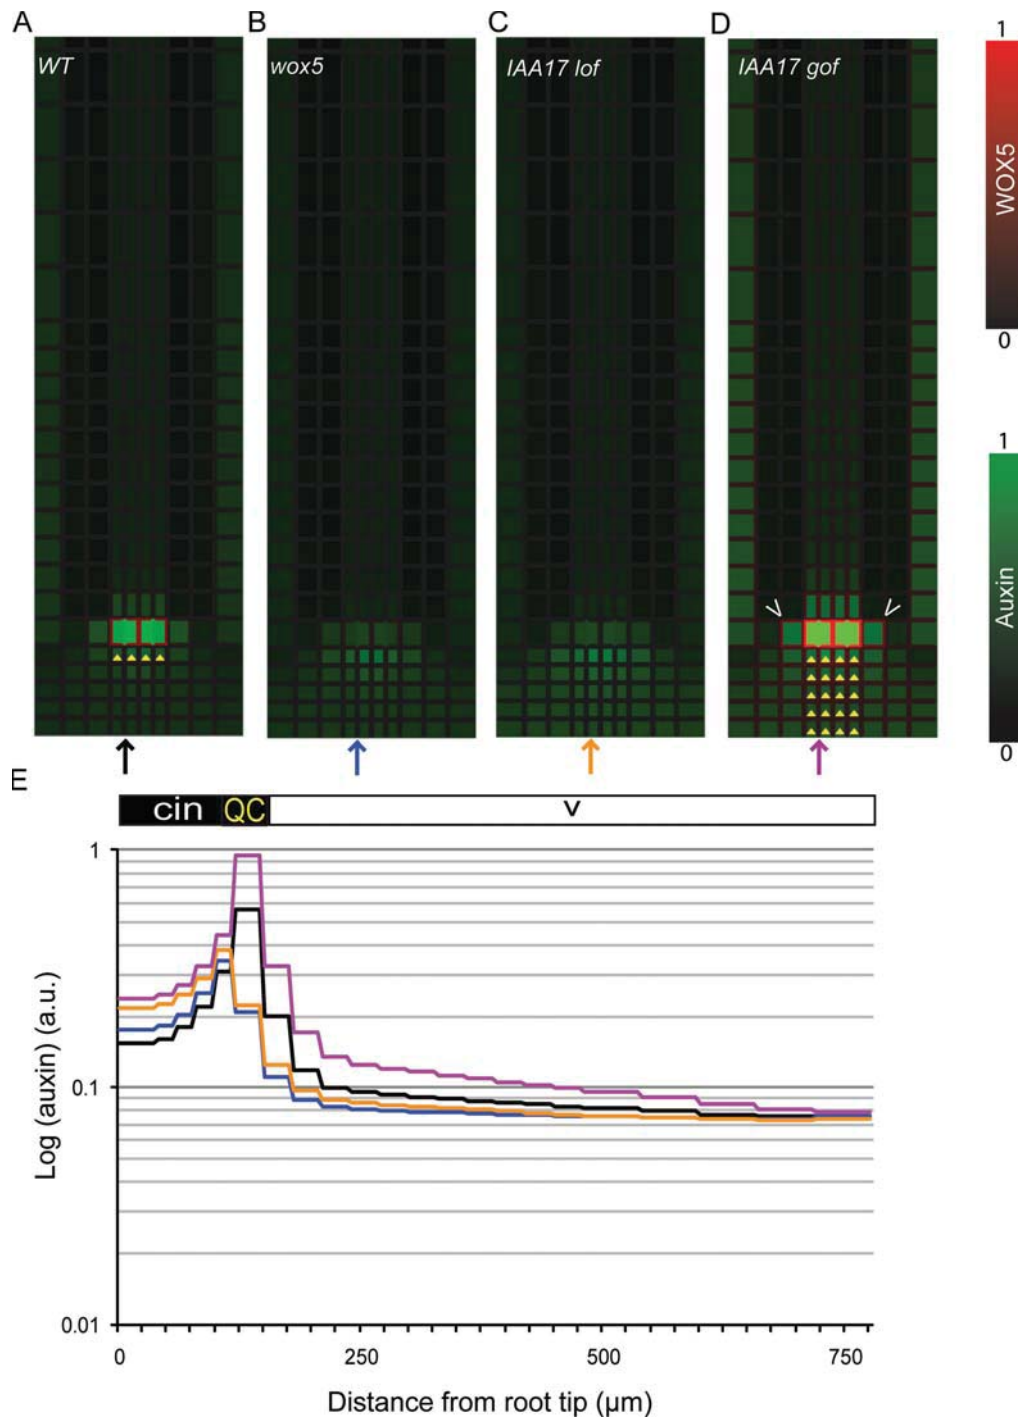 A
B
C
D
WT
wox5
IAA17 lof
IAA17 gof
>
<
1
WOX5
0
1
Auxin
0
E
cin
QC
v
1
0.1
0.01
Log (auxin) (a.u.)
0
250
500
750
Distance from root tip (µm)